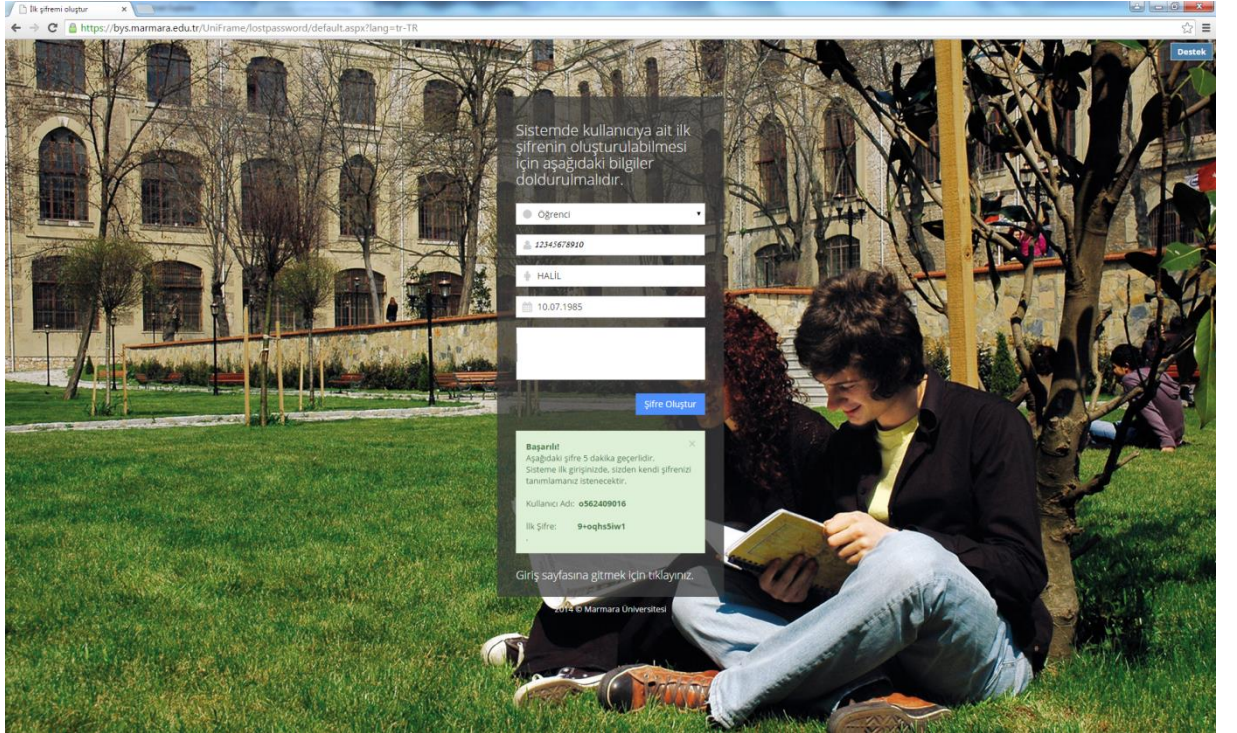 İlk şifremi oluştur
https://bys.marmara.edu.tr/UniFrame/lostpassword/default.aspx?lang=tr-TR
Destek
Sistemde kullanıcıya ait ilk
şifrenin oluşturulabilmesi
için aşağıdaki bilgiler
doldurulmalıdır.
Öğrenci
12345678910
HALİL
10.07.1985
Şifre Oluştur
Başarılı!
Aşağıdaki şifre 5 dakika geçerlidir.
Sisteme ilk girişinizde, sizden kendi şifrenizi
tanımlamanız istenecektir.
Kullanıcı Adı: o562409016
İlk Şifre: 9+oqhs5iw1
.
Giriş sayfasına gitmek için tıklayınız.
2014 © Marmara Üniversitesi